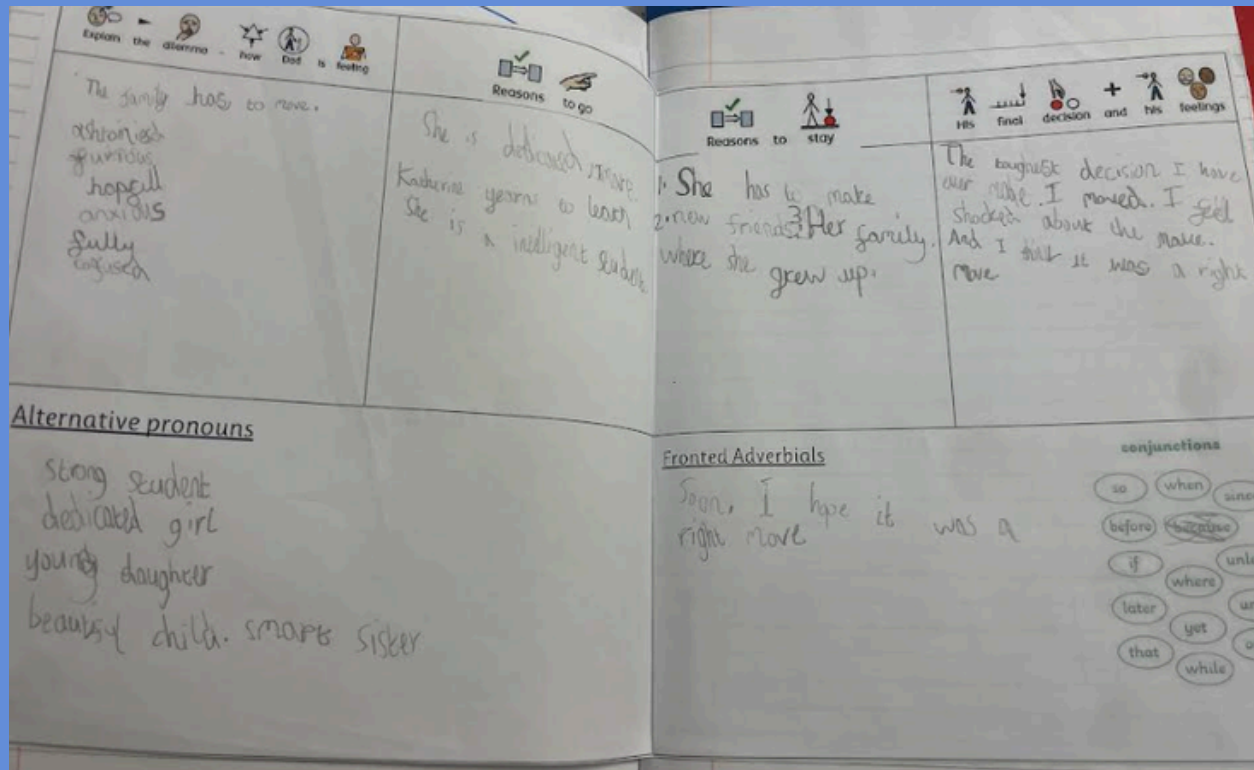 Explain the dilemma - how Dad is feeling
The family has to move.
ashramied
furious
hopefull
anxious
fully
confused
Reasons to go
She is dedicated
Katherine yearns to learn
She is a intelligent student
Reasons to stay
1. She has to make
2. new friends 3. Her family.
where she grew up.
His final decision and his feelings
The toughest decision I have
ever made. I moved. I feel
shocked about the move.
And I it was a right
move
Alternative pronouns
strong student
dedicated girl
young daughter
beautiful child. smart sister
Fronted Adverbials
Soon, I hope it was a
right move
conjunctions
so when
before because
if
where
later
yet
that
while